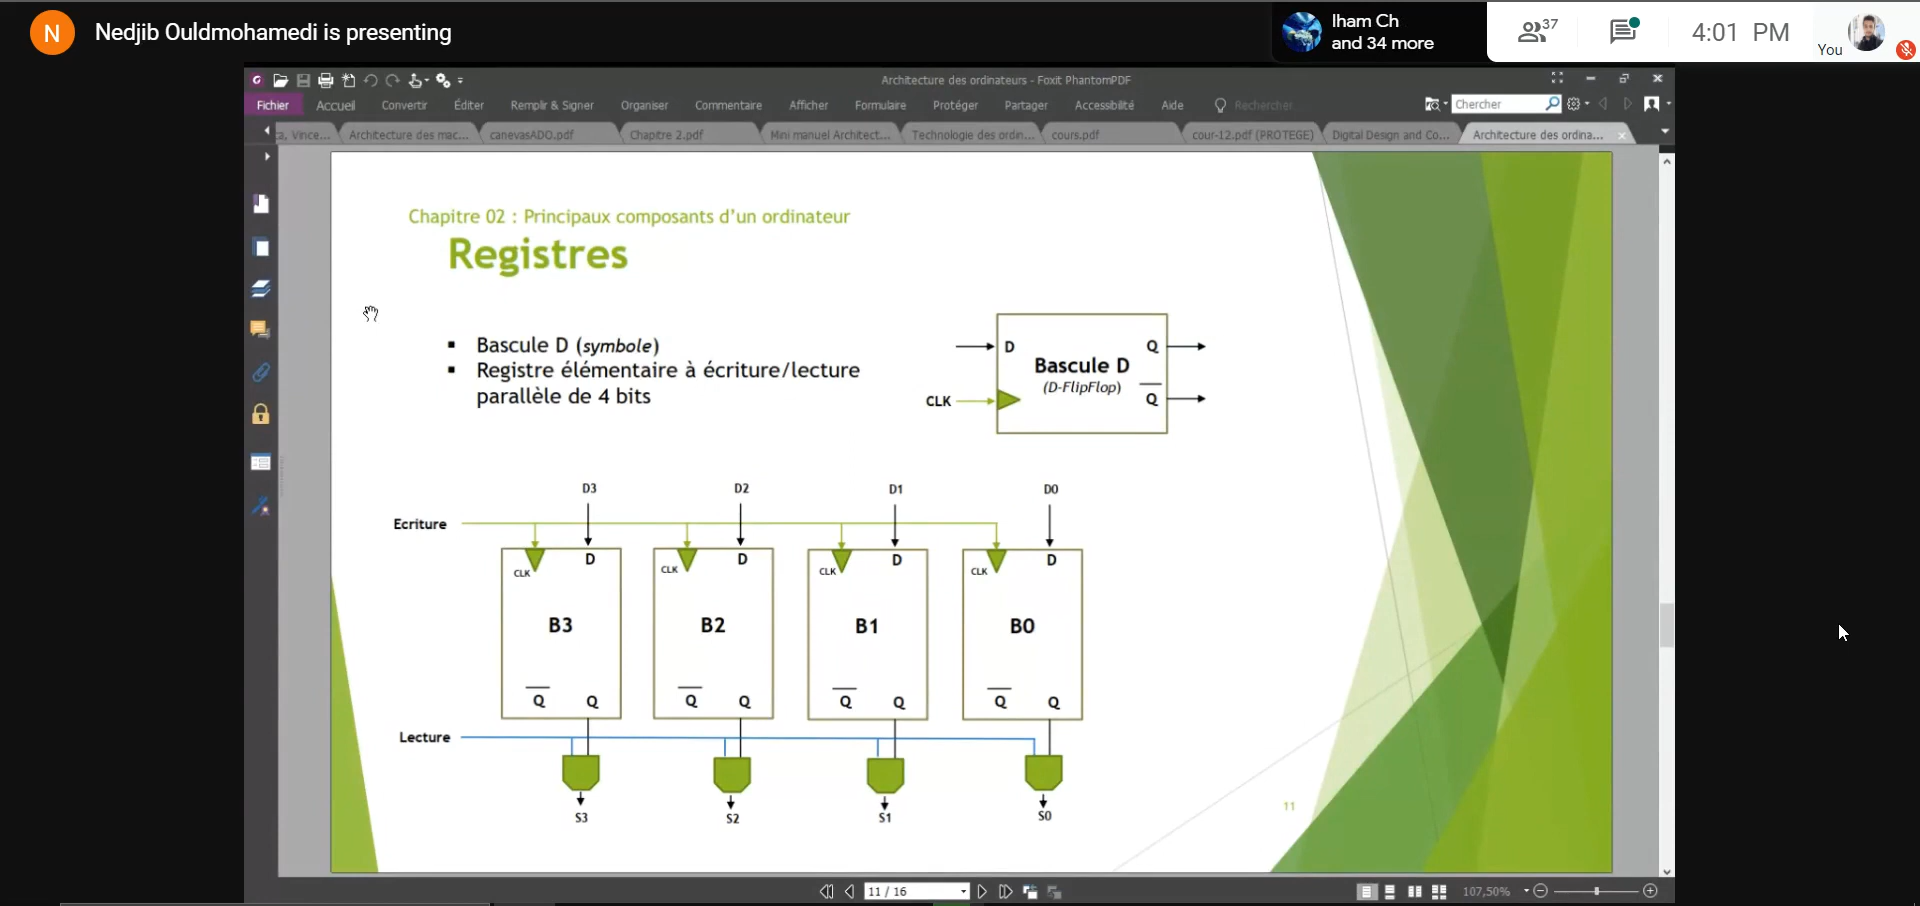 N
Nedjib Ouldmohamedi is presenting
Iham Ch
and 34 more
37
4:01 PM
You
Architecture des ordinateurs - Foxit PhantomPDF
Fichier Accueil Convertir Éditer Remplir & Signer Organiser Commentaire Afficher Formulaire Protéger Partager Accessibilité Aide Rechercher Chercher
a, Vince... Architecture des mac... canevasADO.pdf Chapitre 2.pdf Mini manuel Architect... Technologie des ordin... cours.pdf cour-12.pdf (PROTEGE) Digital Design and Co... Architecture des ordina...
Chapitre 02 : Principaux composants d'un ordinateur
Registres
▪ Bascule D (symbole)
▪ Registre élémentaire à écriture/lecture
parallèle de 4 bits
D Q
Bascule D
(D-FlipFlop)
CLK Q
D3 D2 D1 D0
Ecriture
D D D D
CLK CLK CLK CLK
B3 B2 B1 B0
Q Q Q Q Q Q Q Q
Lecture
S3 S2 S1 S0
11
11 / 16
107,50%